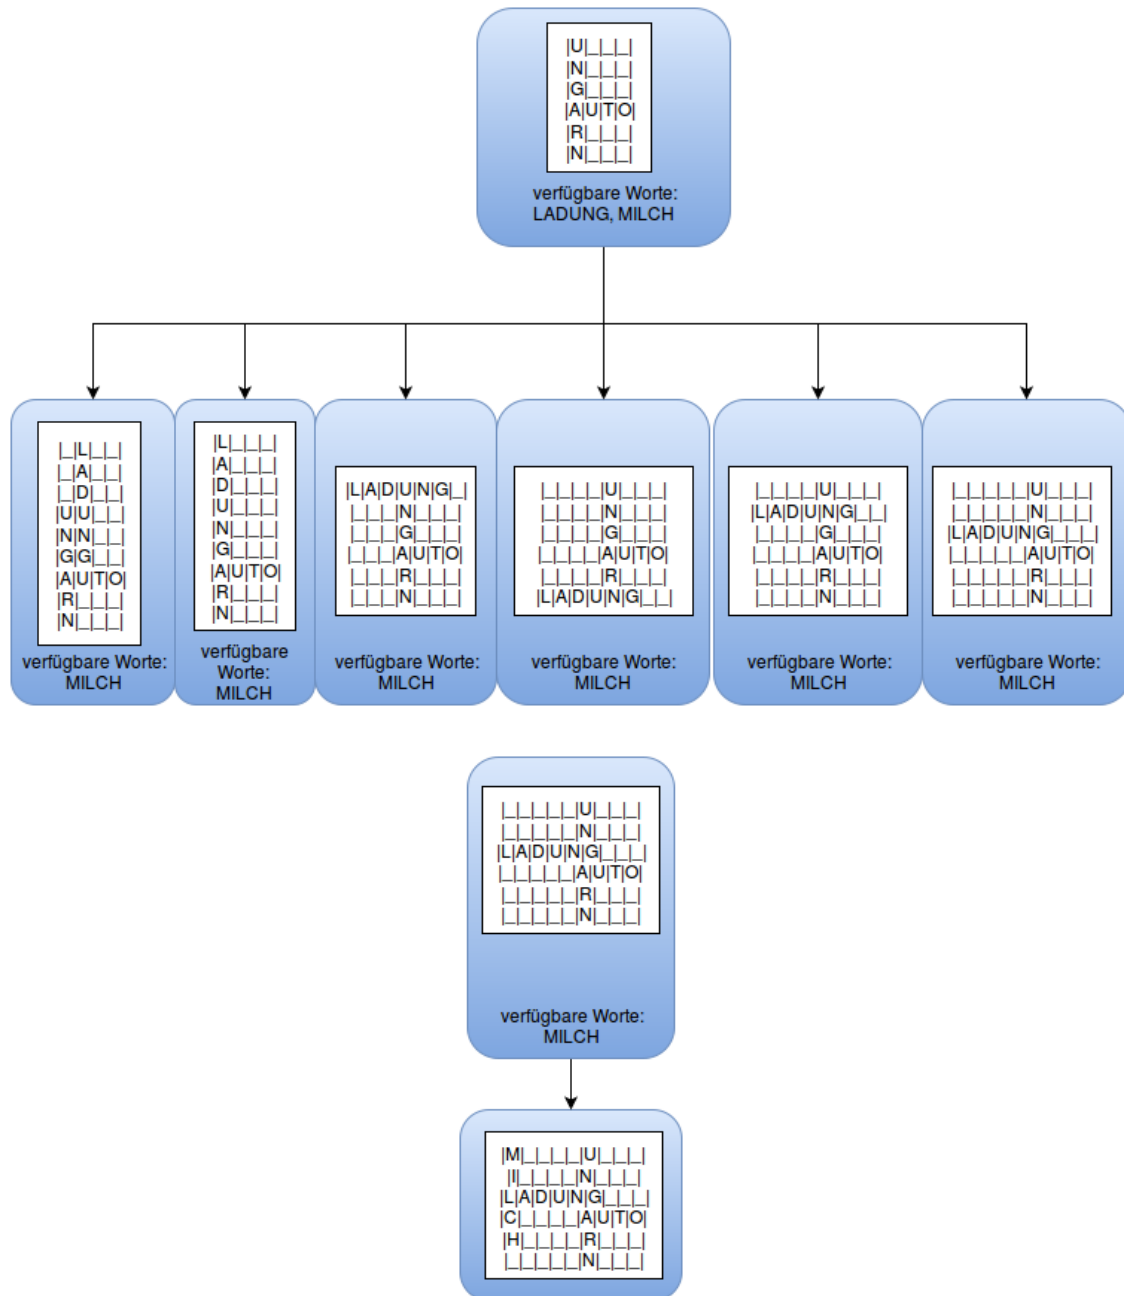 |U|_|_|_|
|N|_|_|_|
|G|_|_|_|
|A|U|T|O|
|R|_|_|_|
|N|_|_|_|
verfügbare Worte:
LADUNG, MILCH
|_|L|_|_|
|_|A|_|_|
|_|D|_|_|
|U|U|_|_|
|N|N|_|_|
|G|G|_|_|
|A|U|T|O|
|R|_|_|_|
|N|_|_|_|
verfügbare Worte:
MILCH
|L|_|_|_|
|A|_|_|_|
|D|_|_|_|
|U|_|_|_|
|N|_|_|_|
|G|_|_|_|
|A|U|T|O|
|R|_|_|_|
|N|_|_|_|
verfügbare
Worte:
MILCH
|L|A|D|U|N|G|_|
|_|_|_|N|_|_|_|
|_|_|_|G|_|_|_|
|_|_|_|A|U|T|O|
|_|_|_|R|_|_|_|
|_|_|_|N|_|_|_|
verfügbare Worte:
MILCH
|_|_|_|_|U|_|_|_|
|_|_|_|_|N|_|_|_|
|_|_|_|_|G|_|_|_|
|_|_|_|_|A|U|T|O|
|_|_|_|_|R|_|_|_|
|L|A|D|U|N|G|_|_|
verfügbare Worte:
MILCH
|_|_|_|_|U|_|_|_|
|L|A|D|U|N|G|_|_|
|_|_|_|_|G|_|_|_|
|_|_|_|_|A|U|T|O|
|_|_|_|_|R|_|_|_|
|_|_|_|_|N|_|_|_|
verfügbare Worte:
MILCH
|_|_|_|_|_|U|_|_|_|
|_|_|_|_|_|N|_|_|_|
|L|A|D|U|N|G|_|_|_|
|_|_|_|_|_|A|U|T|O|
|_|_|_|_|_|R|_|_|_|
|_|_|_|_|_|N|_|_|_|
verfügbare Worte:
MILCH
|_|_|_|_|_|U|_|_|_|
|_|_|_|_|_|N|_|_|_|
|L|A|D|U|N|G|_|_|_|
|_|_|_|_|_|A|U|T|O|
|_|_|_|_|_|R|_|_|_|
|_|_|_|_|_|N|_|_|_|
verfügbare Worte:
MILCH
|M|_|_|_|_|U|_|_|_|
|I|_|_|_|_|N|_|_|_|
|L|A|D|U|N|G|_|_|_|
|C|_|_|_|_|A|U|T|O|
|H|_|_|_|_|R|_|_|_|
|_|_|_|_|_|N|_|_|_|